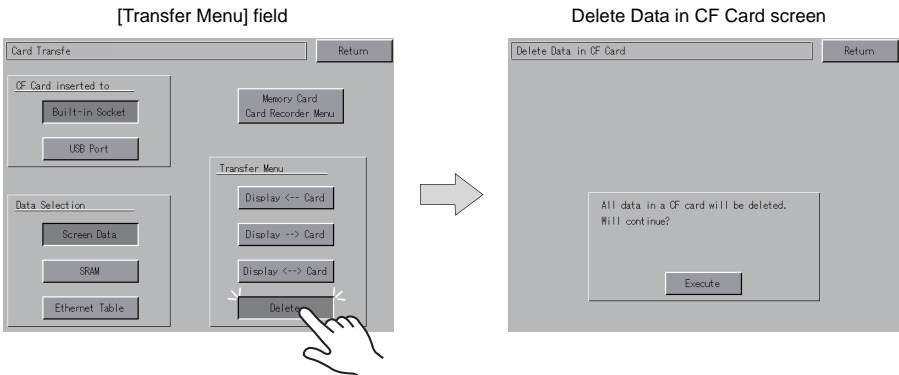 [Transfer Menu] field
Delete Data in CF Card screen
Card Transfe
Return
CF Card inserted to
Built-in Socket
USB Port
Memory Card
Card Recorder Menu
Data Selection
Screen Data
SRAM
Ethernet Table
Transfer Menu
Display <-- Card
Display --> Card
Display <--> Card
Delete
Delete Data in CF Card
Return
All data in a CF card will be deleted.
Will continue?
Execute